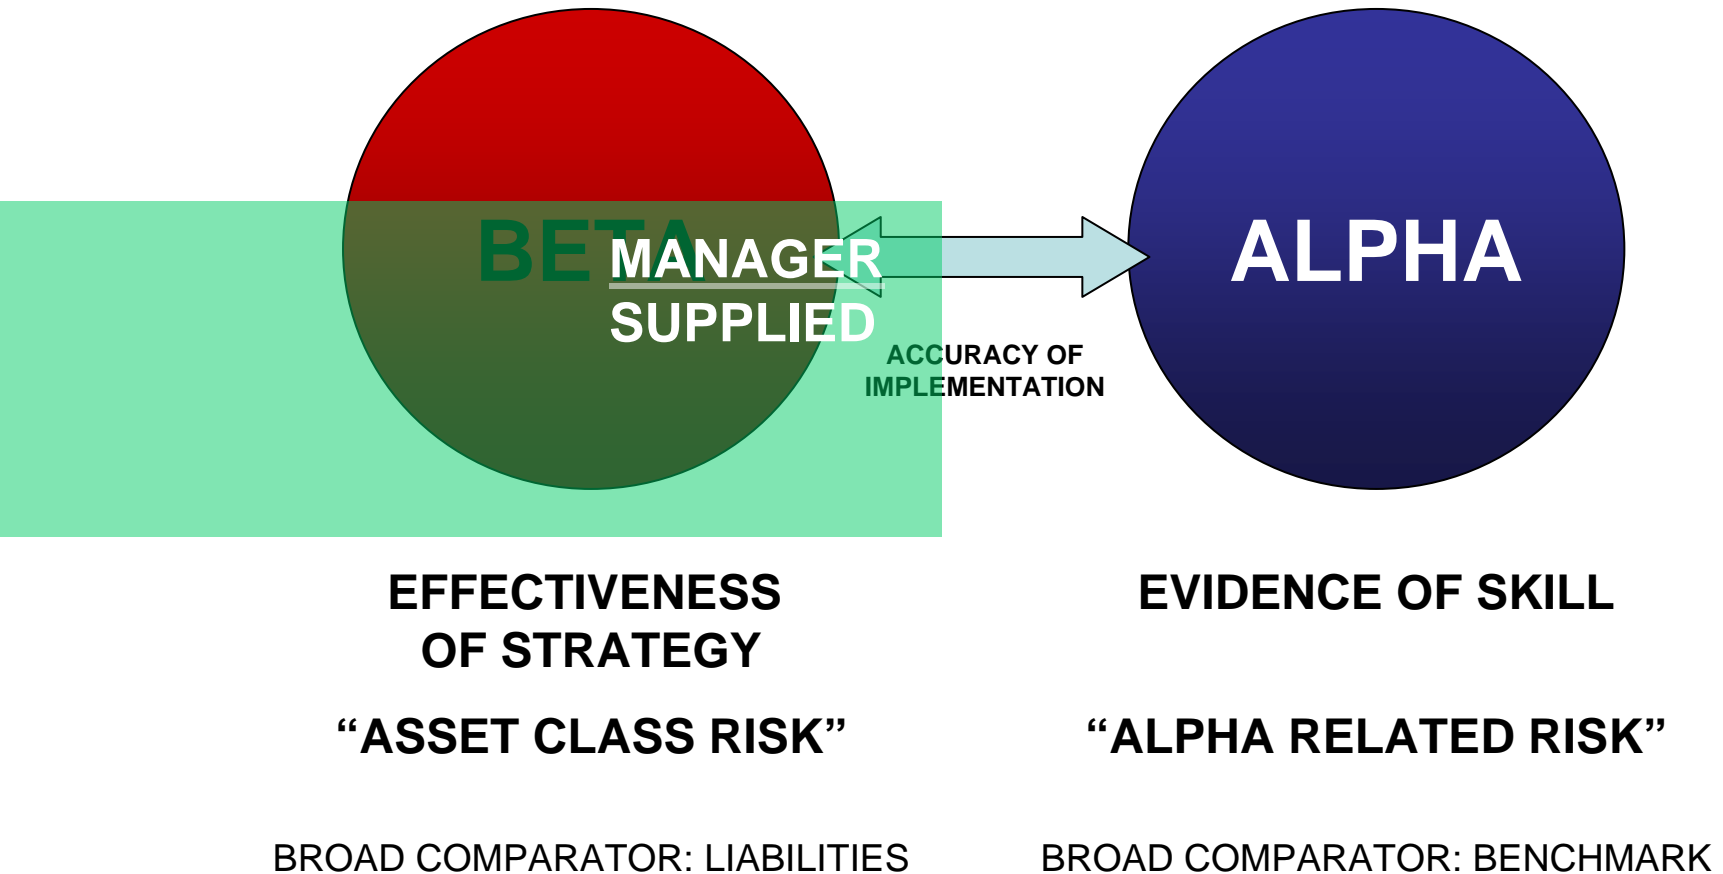 BETA
MANAGER
SUPPLIED
ALPHA
ACCURACY OF
IMPLEMENTATION
EFFECTIVENESS
OF STRATEGY
EVIDENCE OF SKILL
“ASSET CLASS RISK”
“ALPHA RELATED RISK”
BROAD COMPARATOR: LIABILITIES
BROAD COMPARATOR: BENCHMARK